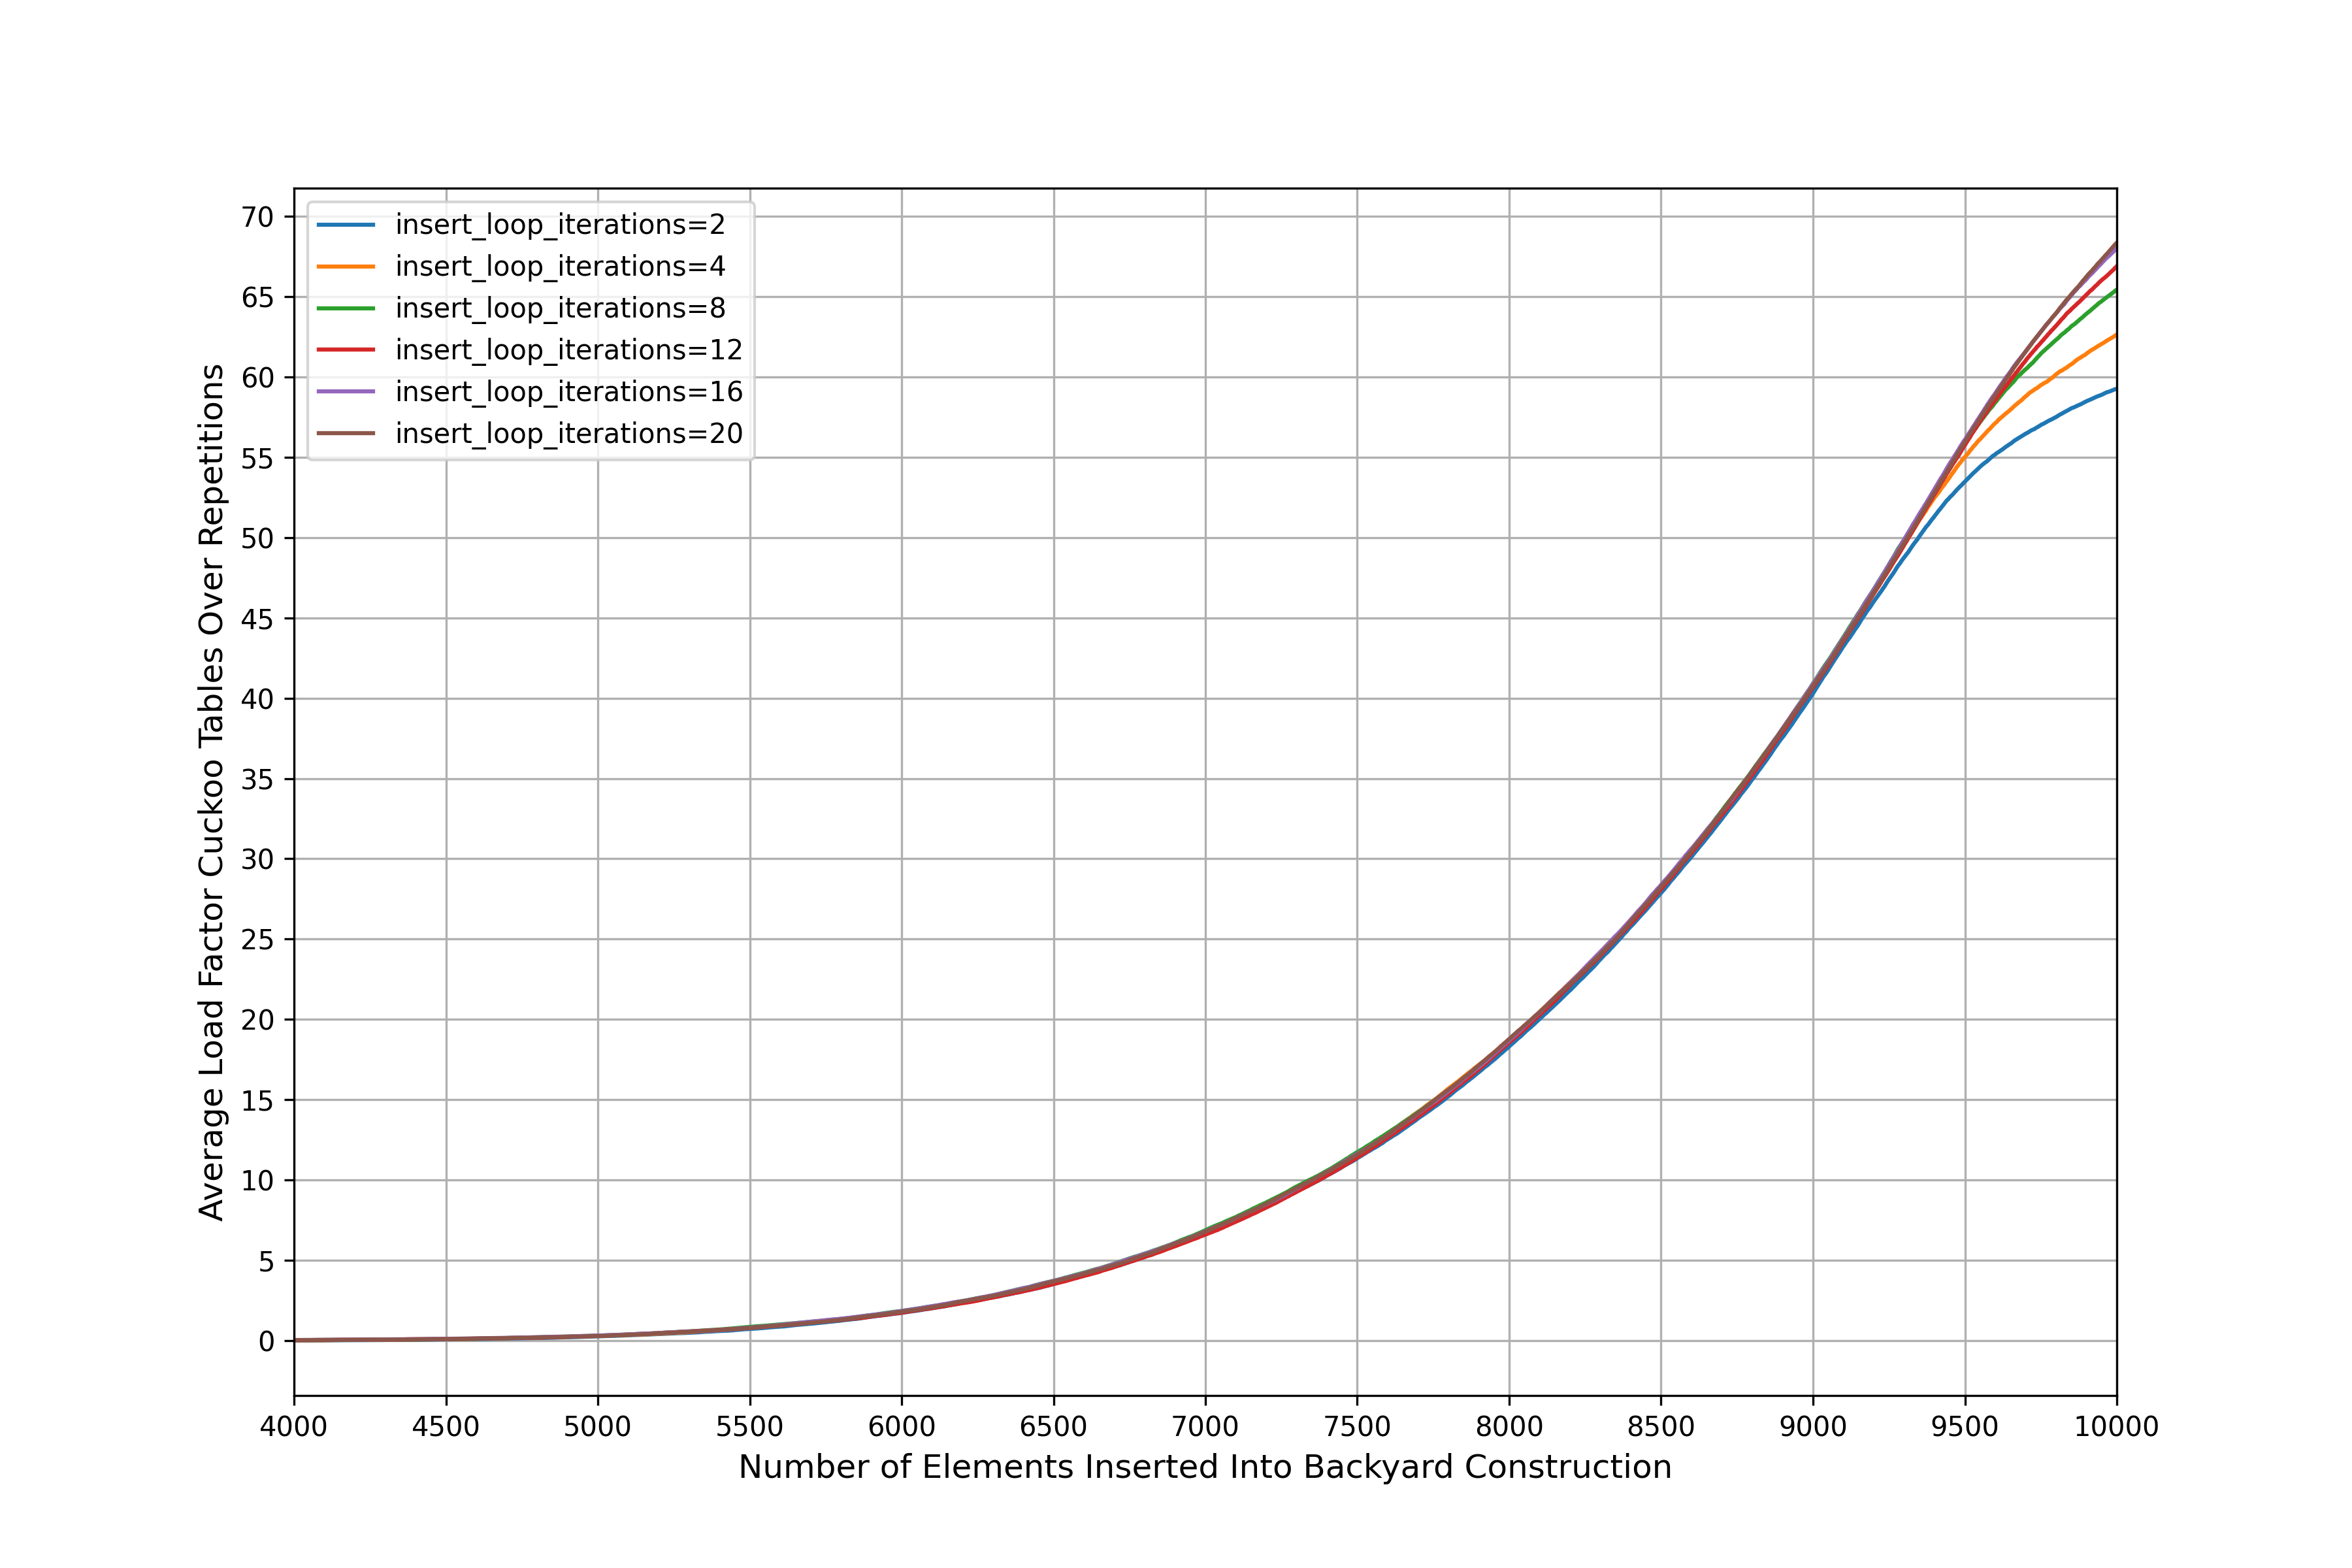 insert_loop_iterations=2
insert_loop_iterations=4
insert_loop_iterations=8
insert_loop_iterations=12
insert_loop_iterations=16
insert_loop_iterations=20
Average Load Factor Cuckoo Tables Over Repetitions
70
65
60
55
50
45
40
35
30
25
20
15
10
5
0
4000 4500 5000 5500 6000 6500 7000 7500 8000 8500 9000 9500 10000
Number of Elements Inserted Into Backyard Construction